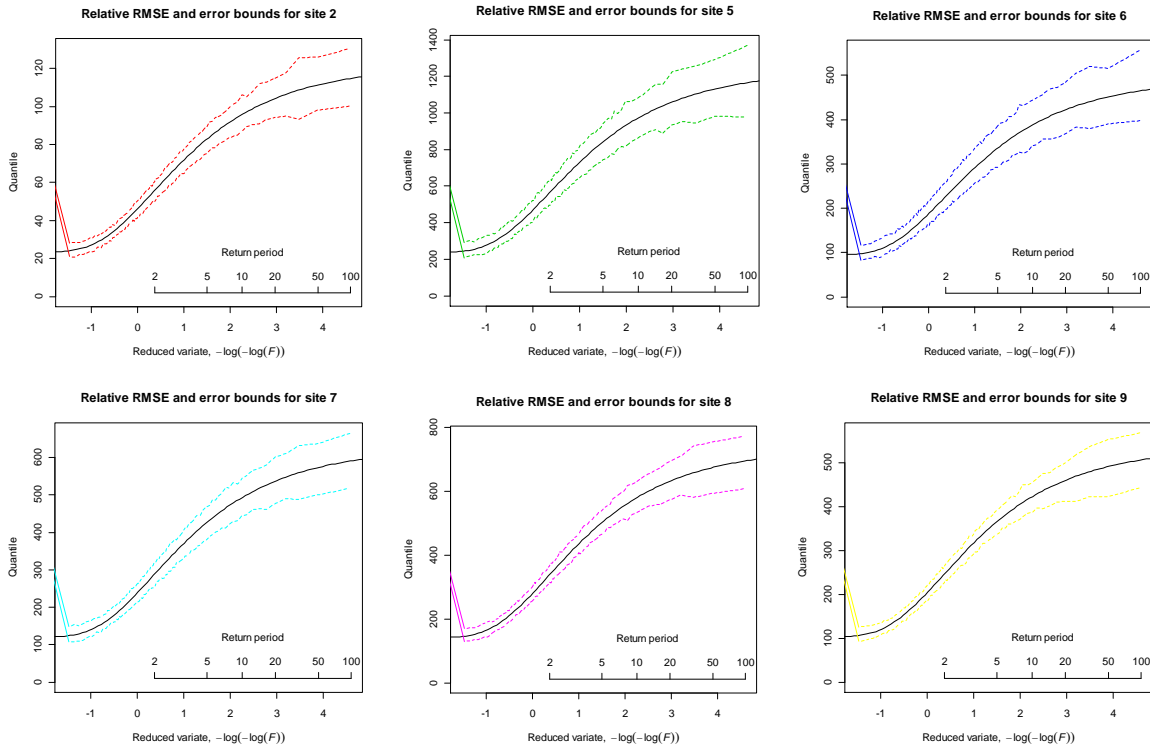 Relative RMSE and error bounds for site 2
Quantile
0 20 40 60 80 100 120
Return period
2 5 10 20 50 100
-1 0 1 2 3 4
Reduced variate, −log(−log(F))
Relative RMSE and error bounds for site 5
Quantile
0 200 400 600 800 1000 1200 1400
Return period
2 5 10 20 50 100
-1 0 1 2 3 4
Reduced variate, −log(−log(F))
Relative RMSE and error bounds for site 6
Quantile
0 100 200 300 400 500
Return period
2 5 10 20 50 100
-1 0 1 2 3 4
Reduced variate, −log(−log(F))
Relative RMSE and error bounds for site 7
Quantile
0 100 200 300 400 500 600
Return period
2 5 10 20 50 100
-1 0 1 2 3 4
Reduced variate, −log(−log(F))
Relative RMSE and error bounds for site 8
Quantile
0 200 400 600 800
Return period
2 5 10 20 50 100
-1 0 1 2 3 4
Reduced variate, −log(−log(F))
Relative RMSE and error bounds for site 9
Quantile
0 100 200 300 400 500
Return period
2 5 10 20 50 100
-1 0 1 2 3 4
Reduced variate, −log(−log(F))